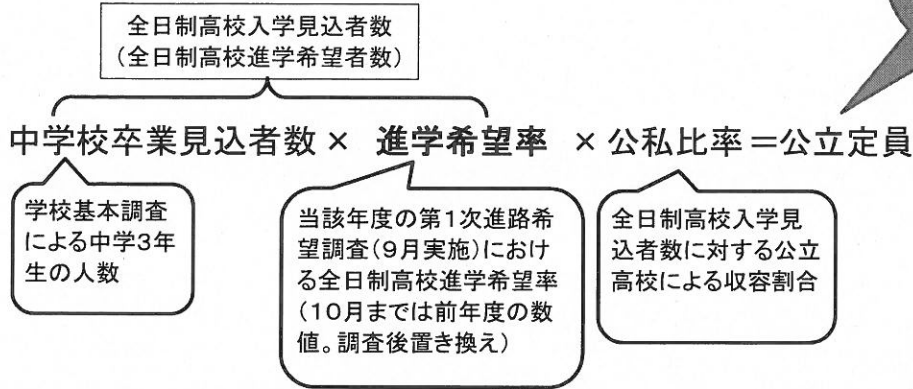 全日制高校入学見込者数
(全日制高校進学希望者数)
中学校卒業見込者数 × 進学希望率 × 公私比率=公立定員
学校基本調査
による中学3年
生の人数
当該年度の第1次進路希
望調査(9月実施)におけ
る全日制高校進学希望率
(10月までは前年度の数
値。調査後置き換え)
全日制高校入学見
込者数に対する公立
高校による収容割合